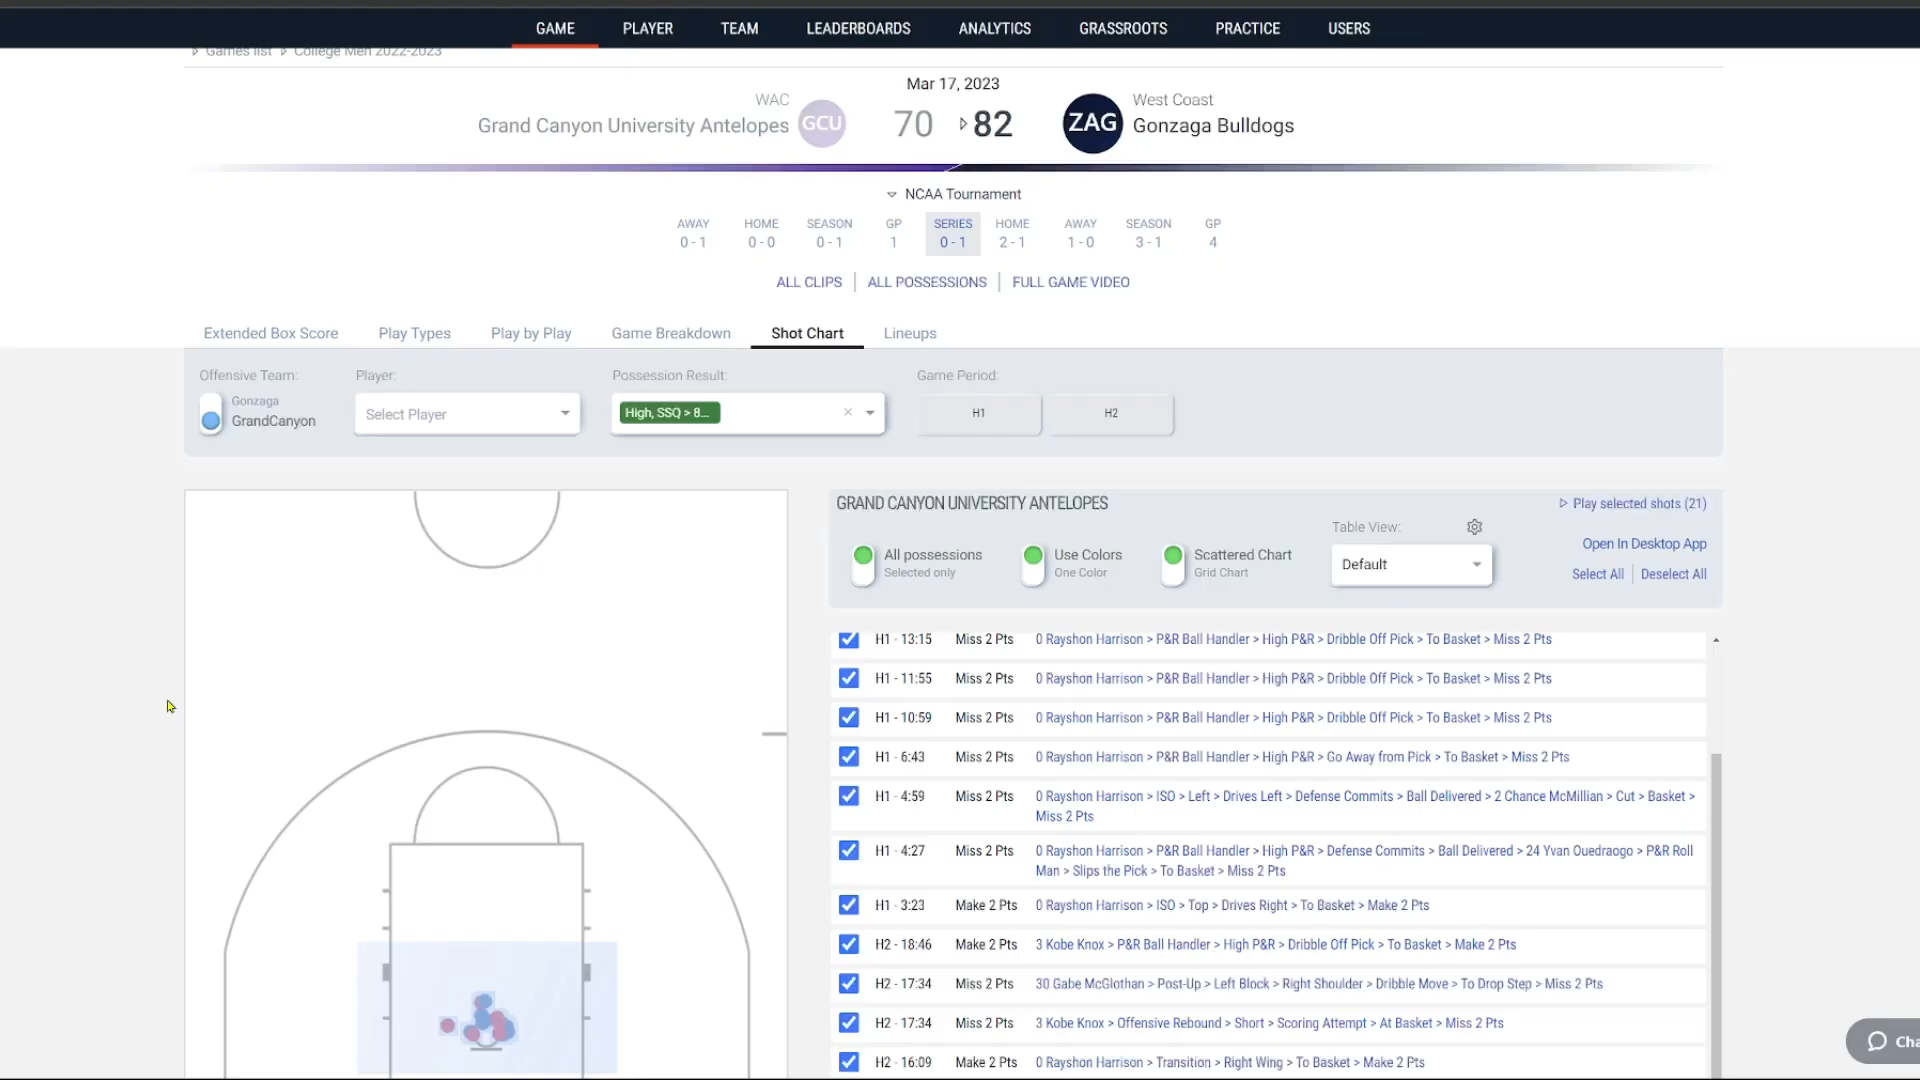 GAME PLAYER TEAM LEADERBOARDS ANALYTICS GRASSROOTS PRACTICE USERS
Games list College Men 2022-2023
Mar 17, 2023
WAC West Coast
Grand Canyon University Antelopes GCU 70 82 ZAG Gonzaga Bulldogs
NCAA Tournament
AWAY HOME SEASON GP SERIES HOME AWAY SEASON GP
0 - 1 0 - 0 0 - 1 1 0 - 1 2 - 1 1 - 0 3 - 1 4
ALL CLIPS ALL POSSESSIONS FULL GAME VIDEO
Extended Box Score Play Types Play by Play Game Breakdown Shot Chart Lineups
Offensive Team: Player: Possession Result: Game Period:
Gonzaga
GrandCanyon Select Player High, SSQ > 8... × H1 H2
GRAND CANYON UNIVERSITY ANTELOPES Play selected shots (21)
Table View:
Open In Desktop App
All possessions Use Colors Scattered Chart Default
Selected only One Color Grid Chart Select All Deselect All
H1 - 13:15 Miss 2 Pts 0 Rayshon Harrison > P&R Ball Handler > High P&R > Dribble Off Pick > To Basket > Miss 2 Pts
H1 - 11:55 Miss 2 Pts 0 Rayshon Harrison > P&R Ball Handler > High P&R > Dribble Off Pick > To Basket > Miss 2 Pts
H1 - 10:59 Miss 2 Pts 0 Rayshon Harrison > P&R Ball Handler > High P&R > Dribble Off Pick > To Basket > Miss 2 Pts
H1 - 6:43 Miss 2 Pts 0 Rayshon Harrison > P&R Ball Handler > High P&R > Go Away from Pick > To Basket > Miss 2 Pts
H1 - 4:59 Miss 2 Pts 0 Rayshon Harrison > ISO > Left > Drives Left > Defense Commits > Ball Delivered > 2 Chance McMillian > Cut > Basket >
Miss 2 Pts
H1 - 4:27 Miss 2 Pts 0 Rayshon Harrison > P&R Ball Handler > High P&R > Defense Commits > Ball Delivered > 24 Yvan Ouedraogo > P&R Roll
Man > Slips the Pick > To Basket > Miss 2 Pts
H1 - 3:23 Make 2 Pts 0 Rayshon Harrison > ISO > Top > Drives Right > To Basket > Make 2 Pts
H2 - 18:46 Make 2 Pts 3 Kobe Knox > P&R Ball Handler > High P&R > Dribble Off Pick > To Basket > Make 2 Pts
H2 - 17:34 Miss 2 Pts 30 Gabe McGlothan > Post-Up > Left Block > Right Shoulder > Dribble Move > To Drop Step > Miss 2 Pts
H2 - 17:34 Miss 2 Pts 3 Kobe Knox > Offensive Rebound > Short > Scoring Attempt > At Basket > Miss 2 Pts
H2 - 16:09 Make 2 Pts 0 Rayshon Harrison > Transition > Right Wing > To Basket > Make 2 Pts
Cha